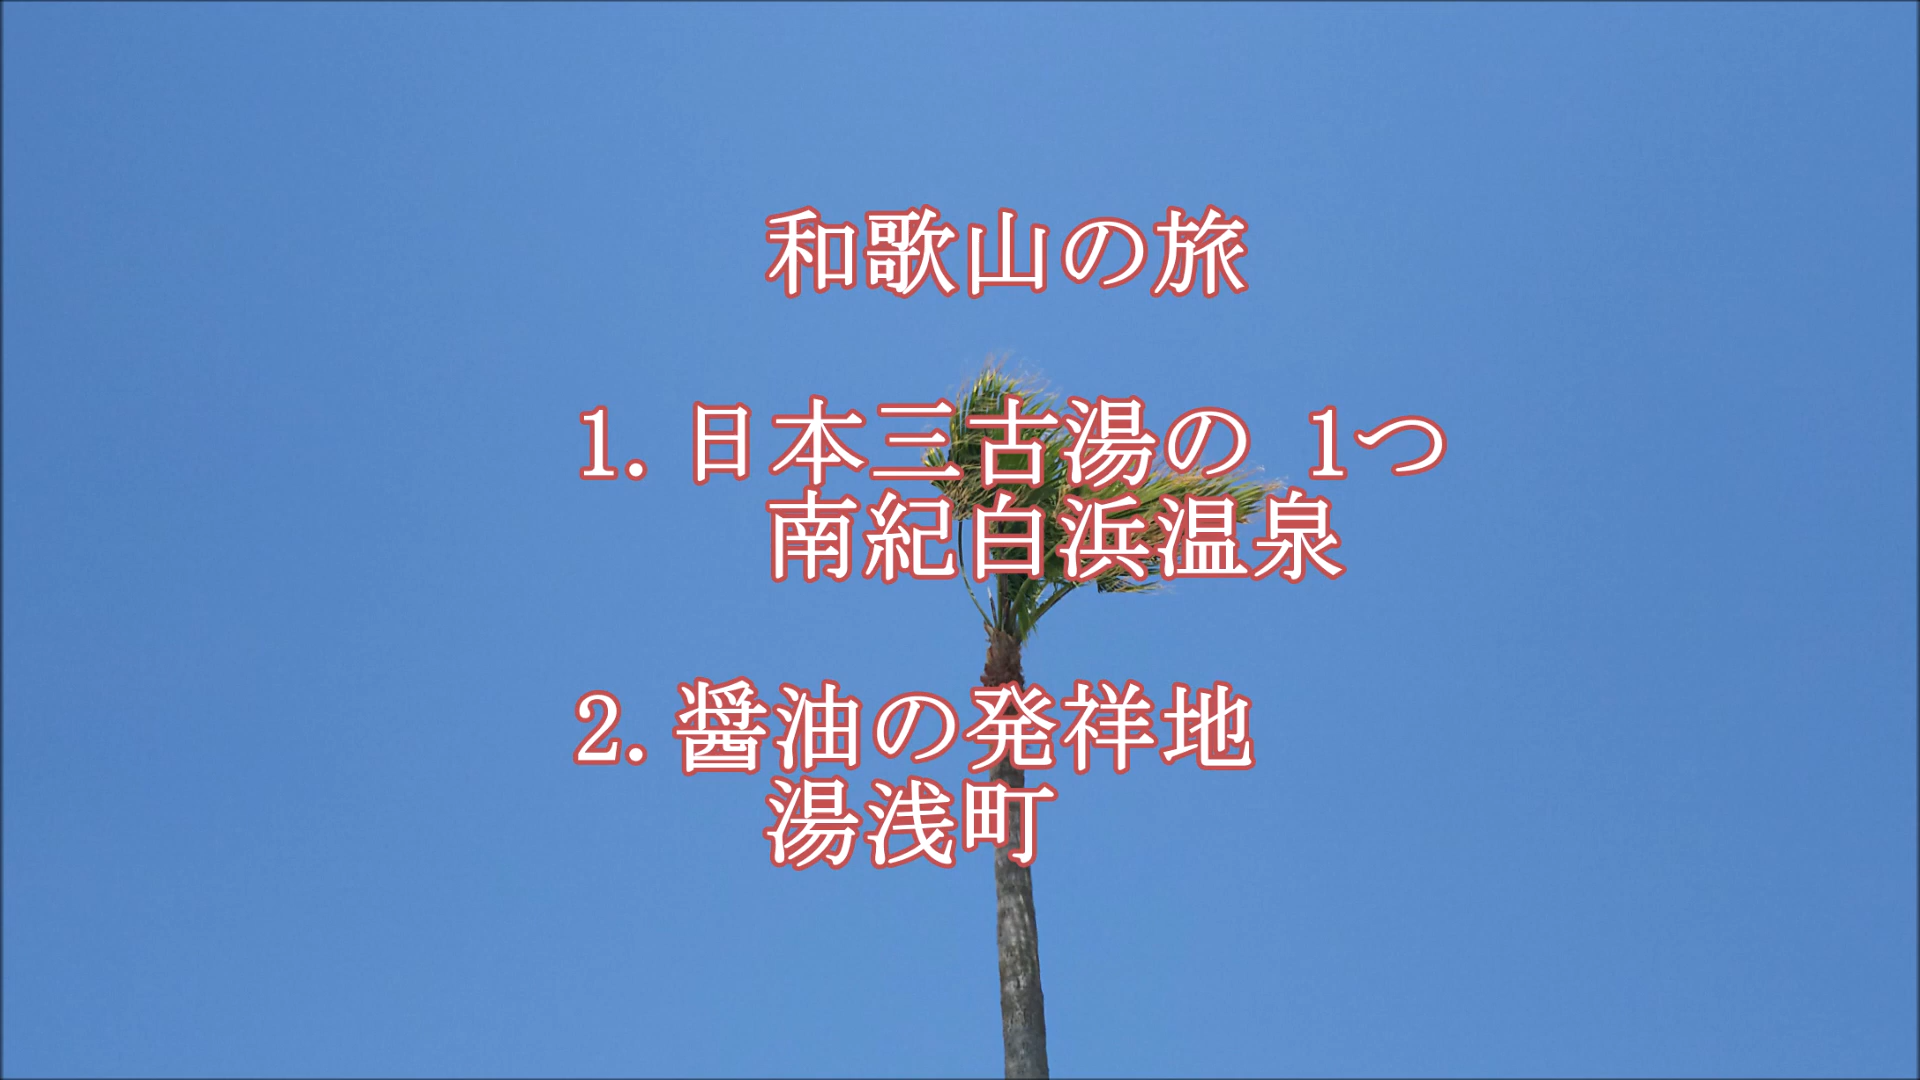 和歌山の旅
1.日本三古湯の 1つ
南紀白浜温泉
2.醤油の発祥地
湯浅町